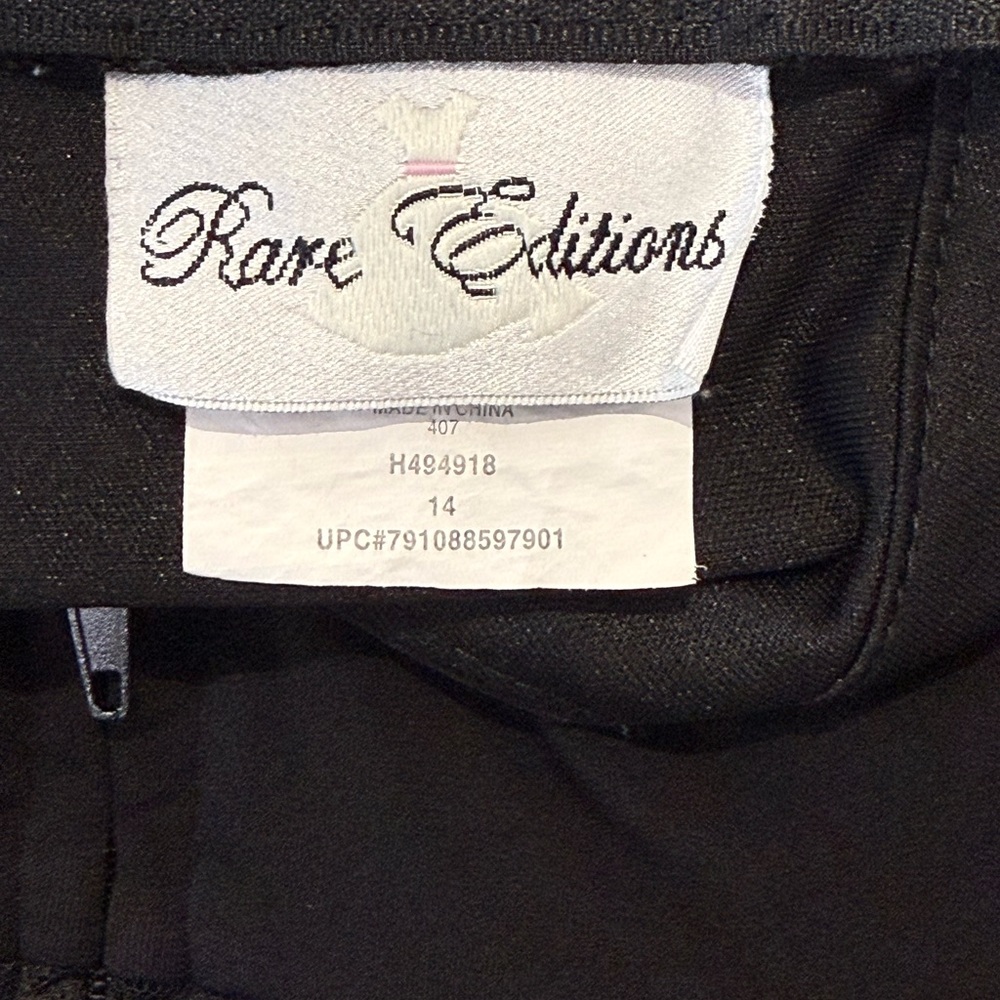 Rare Editions
MADE IN CHINA
407
H494918
14
UPC#791088597901